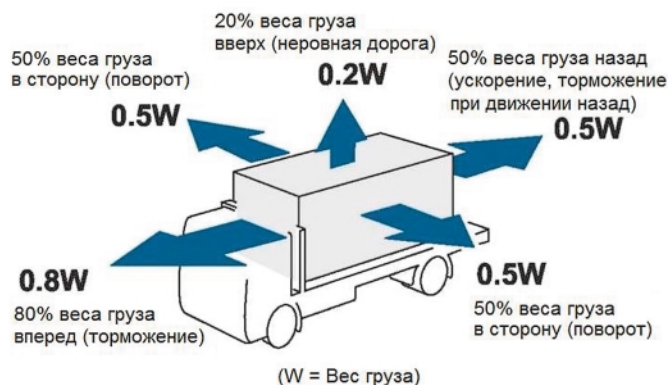 20% веса груза
вверх (неровная дорога)
0.2W
50% веса груза
в сторону (поворот)
0.5W
50% веса груза назад
(ускорение, торможение
при движении назад)
0.5W
0.8W
80% веса груза
вперед (торможение)
0.5W
50% веса груза
в сторону (поворот)
(W = Вес груза)